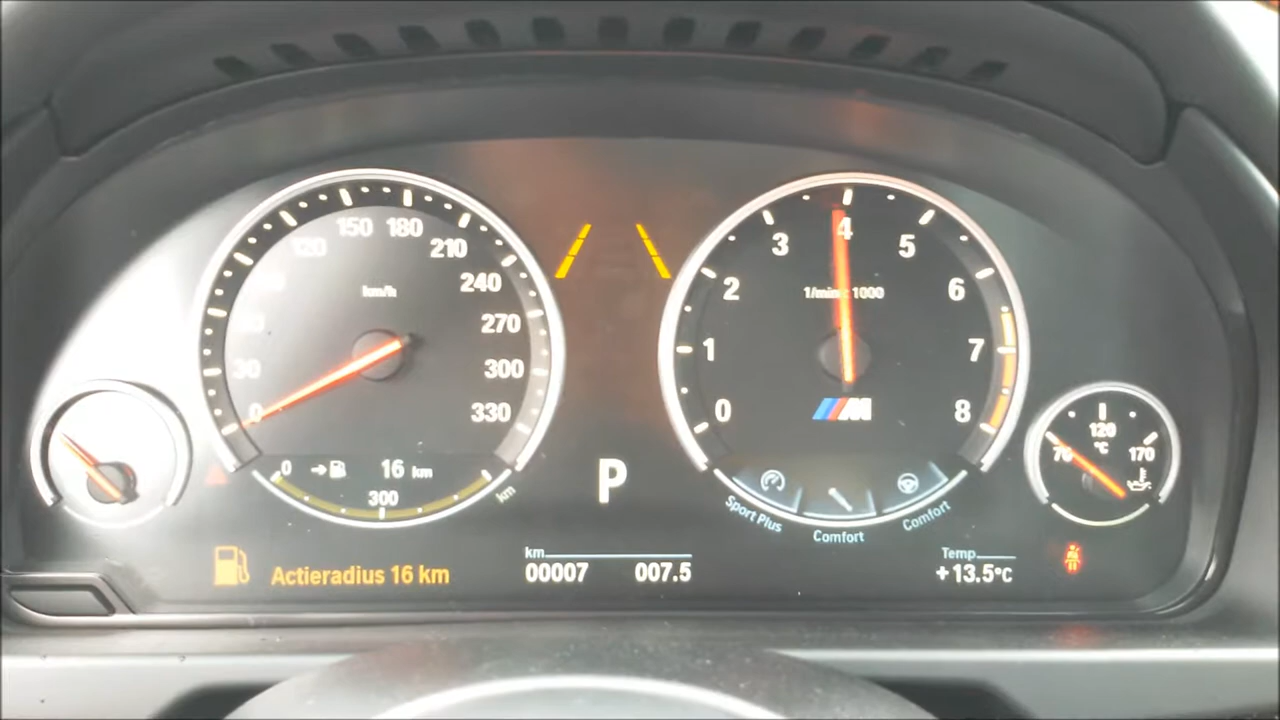 150 180
120
210
240
km/h
270
30
300
0
330
0
16 km
300
km
4
3
5
2
6
1/min x 1000
1
7
0
8
M
P
Sport Plus
Comfort
Comfort
120
°C
70
170
Actieradius 16 km
km
00007
007.5
Temp
+13.5°C